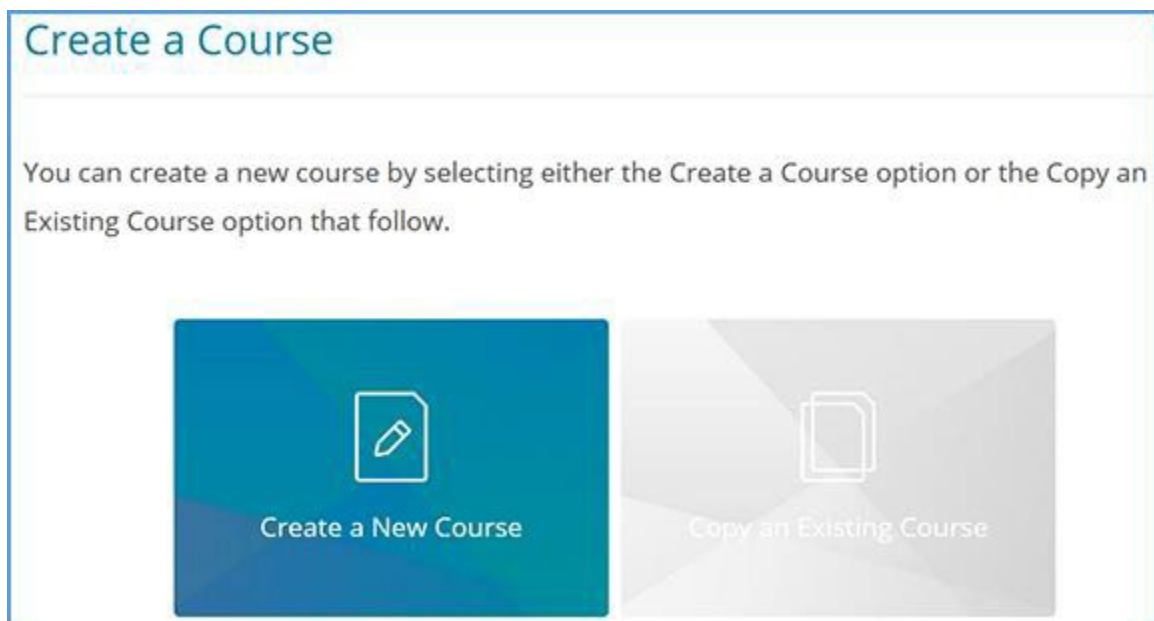 Create a Course
You can create a new course by selecting either the Create a Course option or the Copy an
Existing Course option that follow.
Create a New Course
Copy an Existing Course